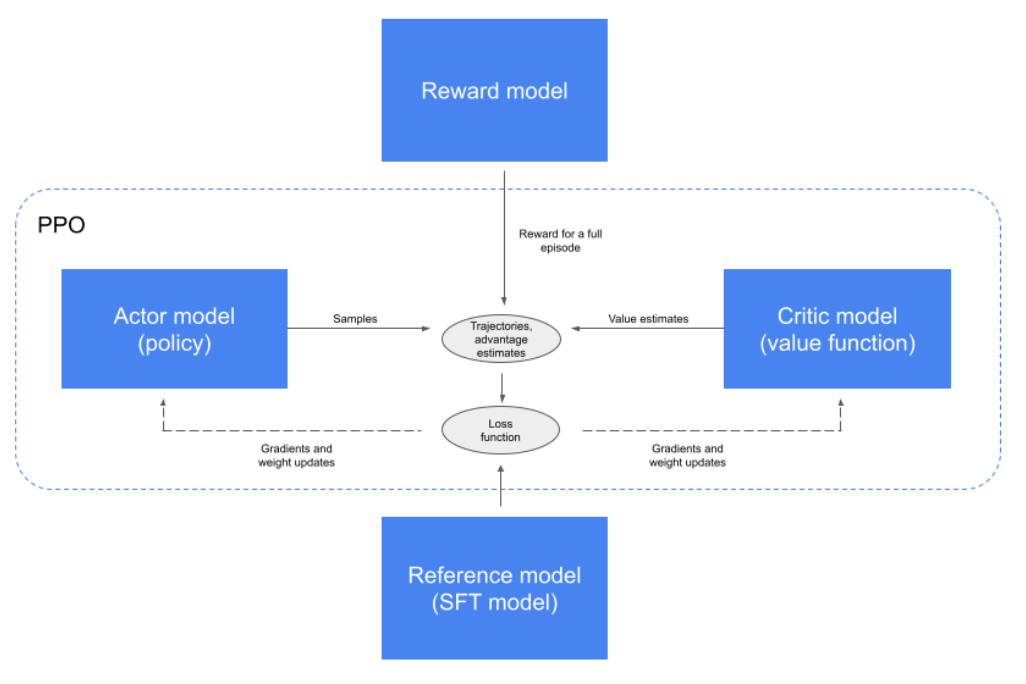 Reward model
PPO
Reward for a full
episode
Actor model
(policy)
Samples
Trajectories,
advantage
estimates
Value estimates
Critic model
(value function)
Loss
function
Gradients and
weight updates
Gradients and
weight updates
Reference model
(SFT model)